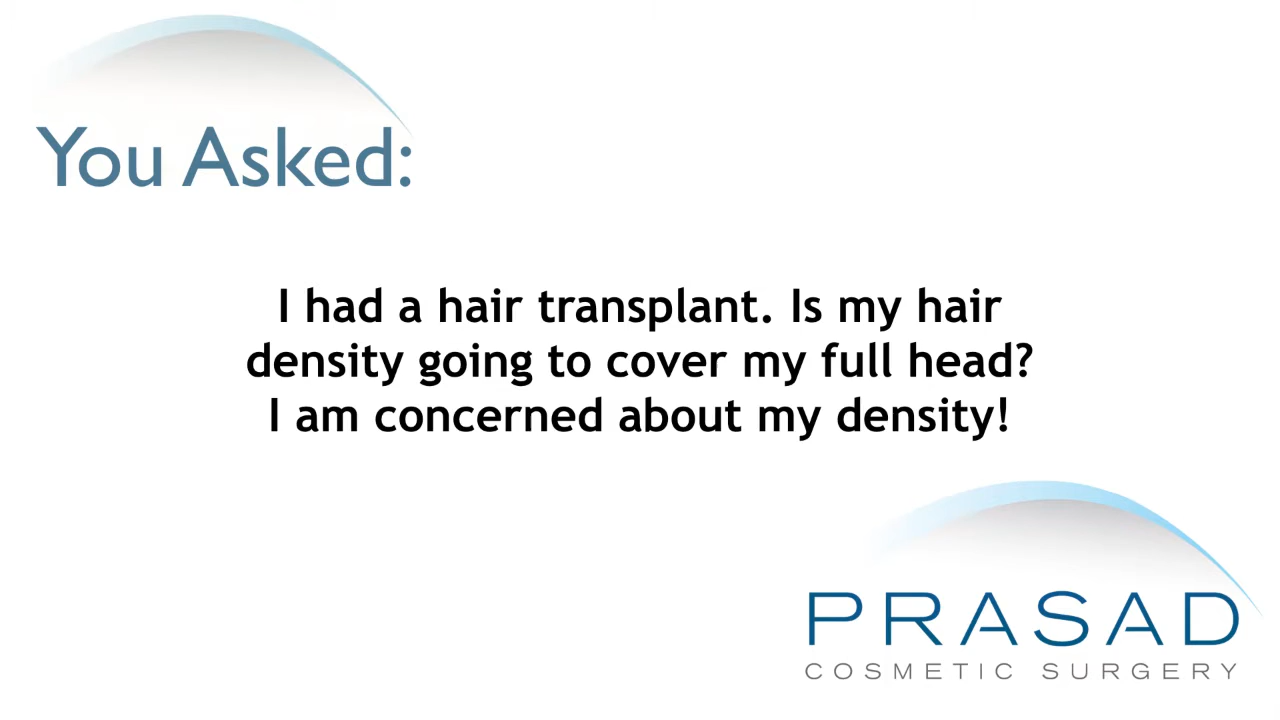 You Asked:
I had a hair transplant. Is my hair
density going to cover my full head?
I am concerned about my density!
PRASAD
COSMETIC SURGERY